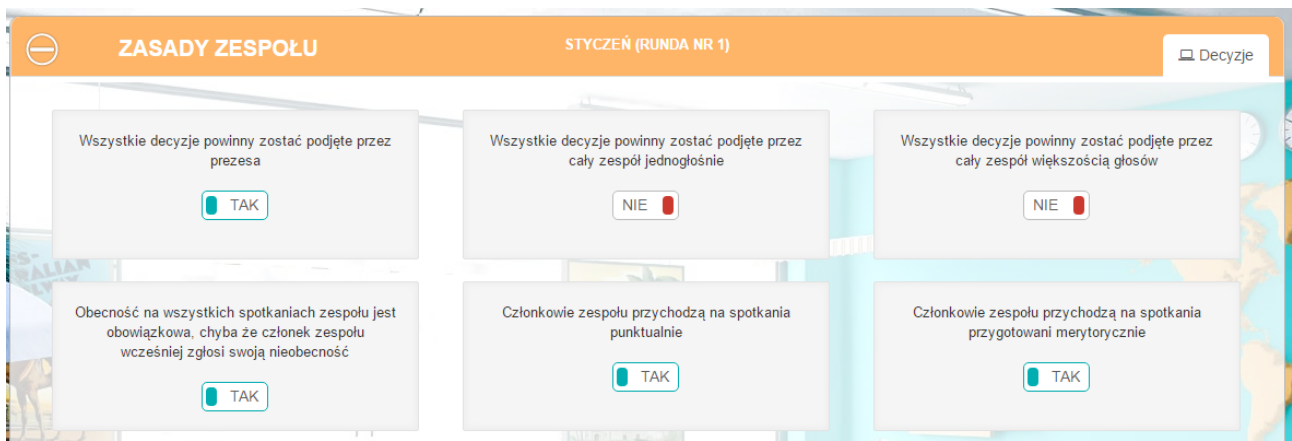 ZASADY ZESPOŁU
STYCZEŃ (RUNDA NR 1)
Decyzje
Wszystkie decyzje powinny zostać podjęte przez
prezesa
TAK
Wszystkie decyzje powinny zostać podjęte przez
cały zespół jednogłośnie
NIE
Wszystkie decyzje powinny zostać podjęte przez
cały zespół większością głosów
NIE
Obecność na wszystkich spotkaniach zespołu jest
obowiązkowa, chyba że członek zespołu
wcześniej zgłosi swoją nieobecność
TAK
Członkowie zespołu przychodzą na spotkania
punktualnie
TAK
Członkowie zespołu przychodzą na spotkania
przygotowani merytorycznie
TAK